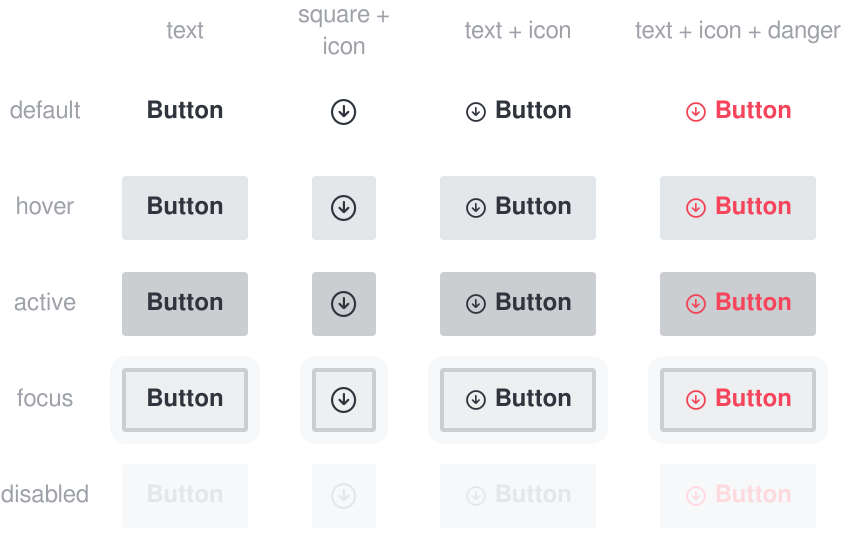 text
square +
icon
text + icon
text + icon + danger
default
Button
Button
Button
hover
Button
Button
Button
active
Button
Button
Button
focus
Button
Button
Button
disabled
Button
Button
Button